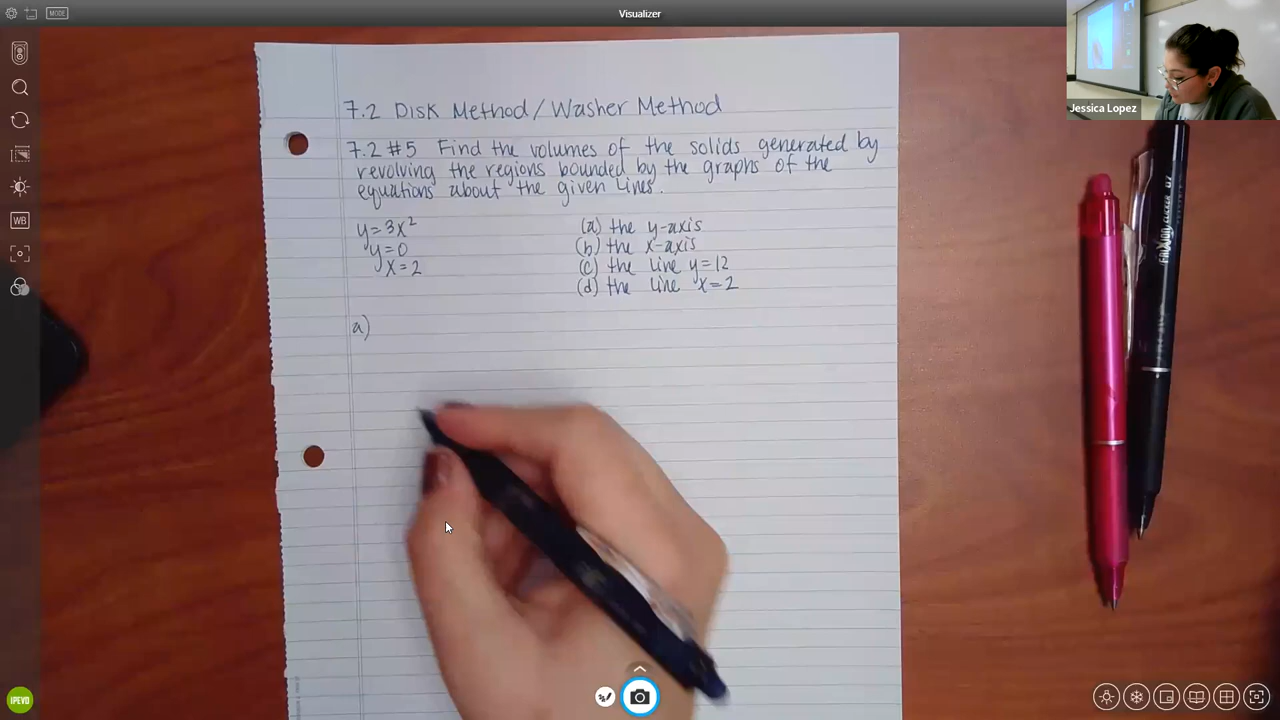 MODE
Visualizer
Jessica Lopez
WB
7.2 Disk Method/Washer Method
7.2 #5 Find the volumes of the solids generated by
revolving the regions bounded by the graphs of the
equations about the given lines.
y=3x²
y=0
x=2
(a) the y-axis
(b) the x-axis
(c) the line y=12
(d) the line x=2
a)
IPEVO